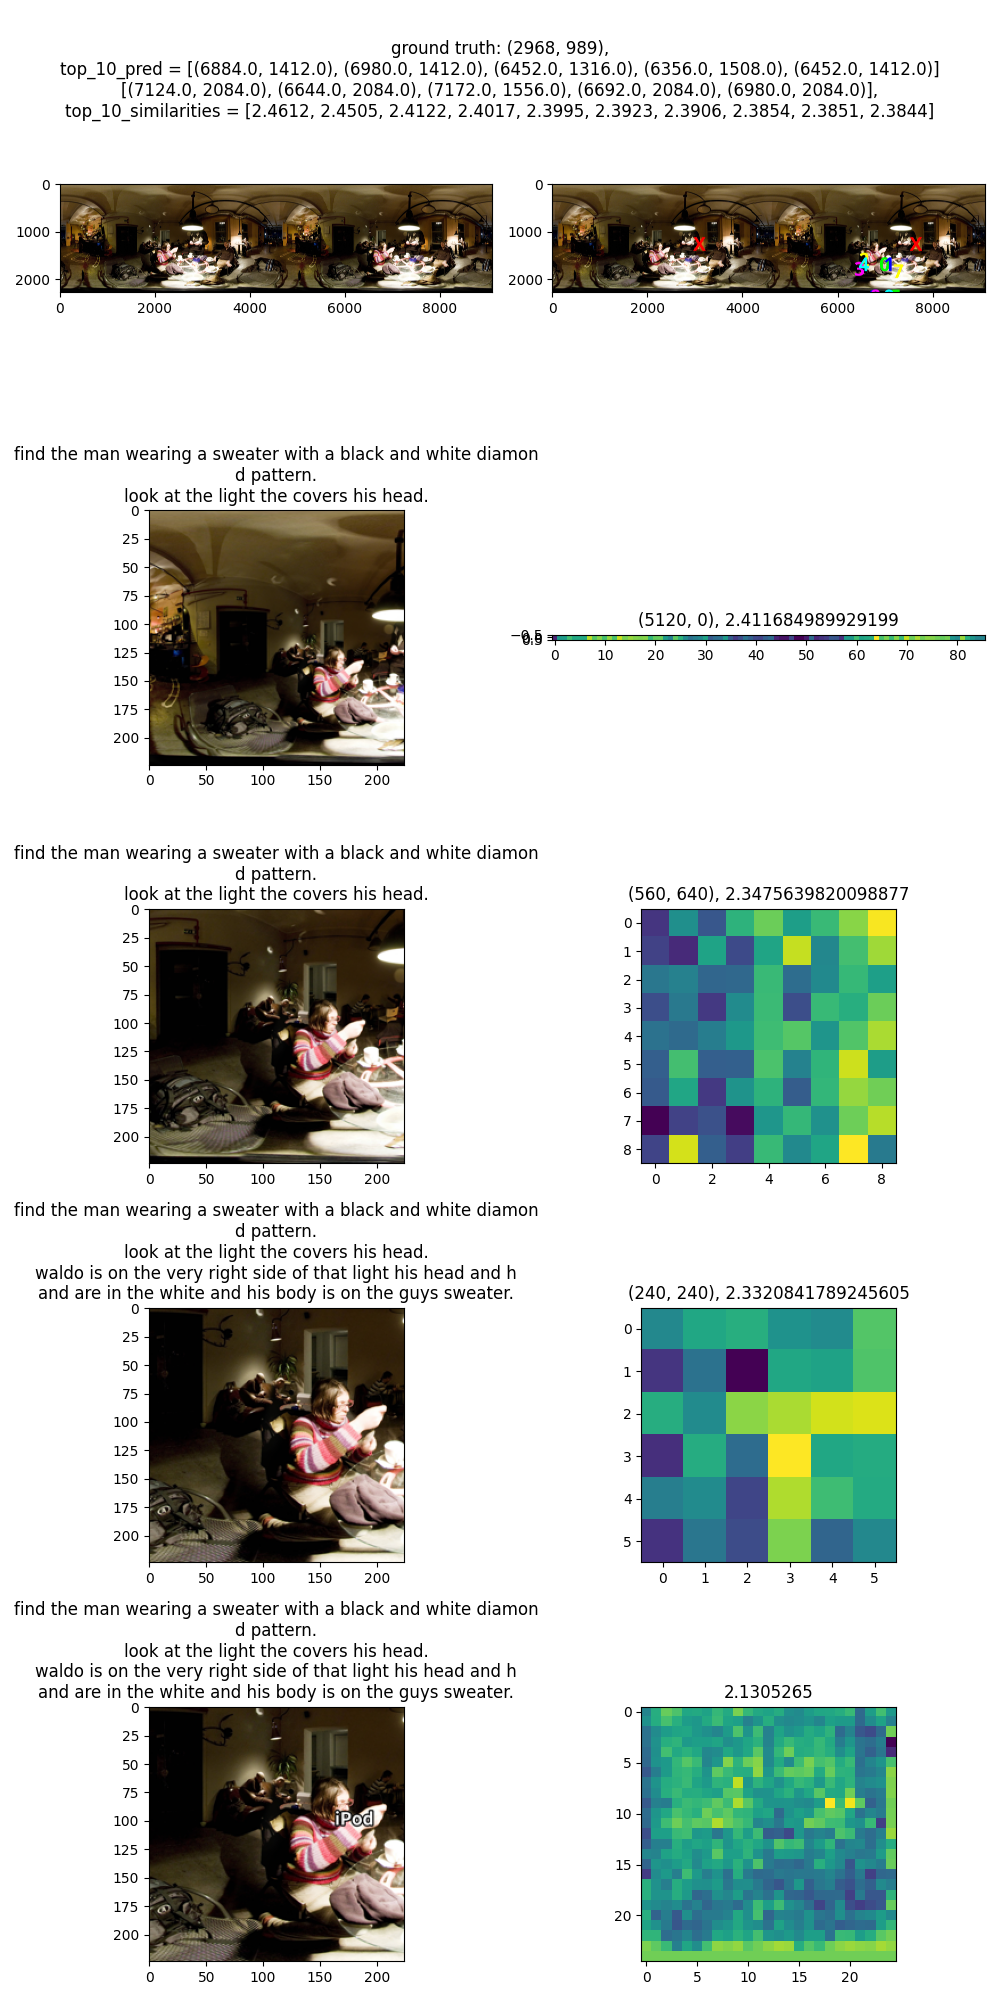 ground truth: (2968, 989),
top_10_pred = [(6884.0, 1412.0), (6980.0, 1412.0), (6452.0, 1316.0), (6356.0, 1508.0), (6452.0, 1412.0)]
[(7124.0, 2084.0), (6644.0, 2084.0), (7172.0, 1556.0), (6692.0, 2084.0), (6980.0, 2084.0)],
top_10_similarities = [2.4612, 2.4505, 2.4122, 2.4017, 2.3995, 2.3923, 2.3906, 2.3854, 2.3851, 2.3844]
0
1000
2000
0 2000 4000 6000 8000
0
1000
2000
X X
0 2000 4000 6000 8000
find the man wearing a sweater with a black and white diamon
d pattern.
look at the light the covers his head.
0
25
50
75
100
125
150
175
200
0 50 100 150 200
(5120, 0), 2.411684989929199
0 10 20 30 40 50 60 70 80
find the man wearing a sweater with a black and white diamon
d pattern.
look at the light the covers his head.
0
25
50
75
100
125
150
175
200
0 50 100 150 200
(560, 640), 2.3475639820098877
0
1
2
3
4
5
6
7
8
0 2 4 6 8
find the man wearing a sweater with a black and white diamon
d pattern.
look at the light the covers his head.
waldo is on the very right side of that light his head and h
and are in the white and his body is on the guys sweater.
0
25
50
75
100
125
150
175
200
0 50 100 150 200
(240, 240), 2.3320841789245605
0
1
2
3
4
5
0 1 2 3 4 5
find the man wearing a sweater with a black and white diamon
d pattern.
look at the light the covers his head.
waldo is on the very right side of that light his head and h
and are in the white and his body is on the guys sweater.
0
25
50
75
100
125
150
175
200
iPod
0 50 100 150 200
2.1305265
0
5
10
15
20
0 5 10 15 20